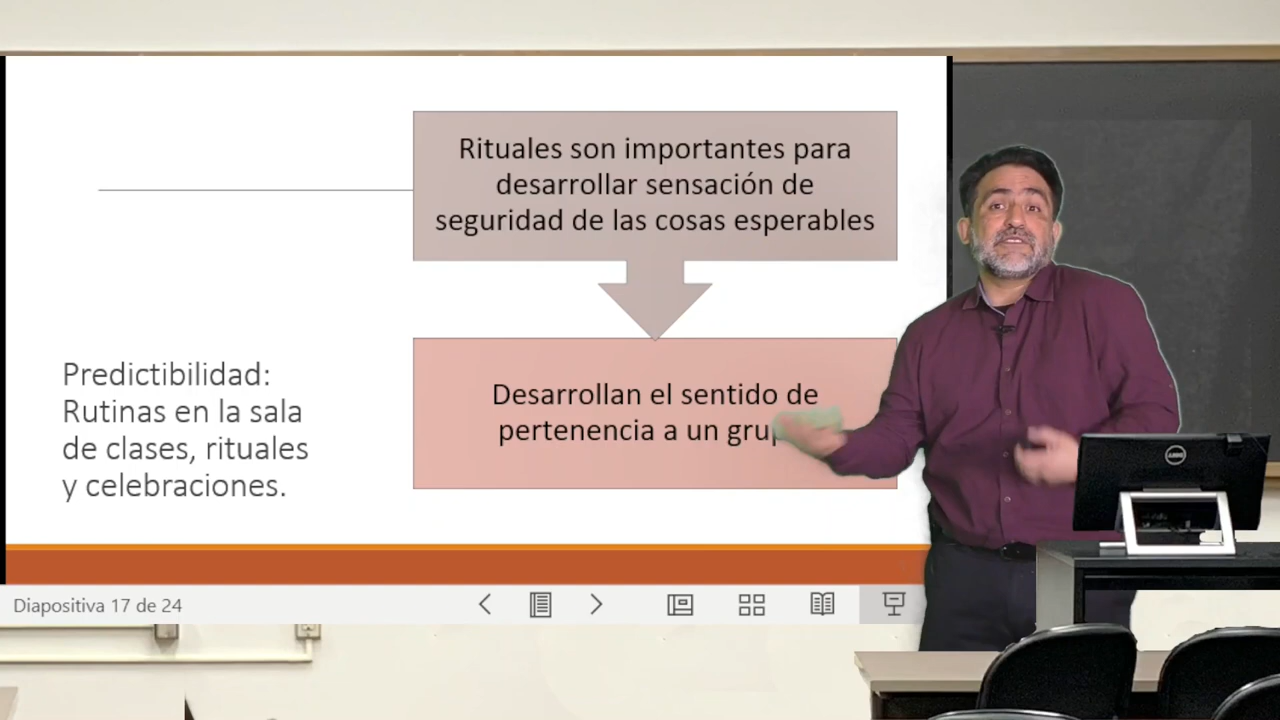 Rituales son importantes para
desarrollar sensación de
seguridad de las cosas esperables
Desarrollan el sentido de
pertenencia a un
Predictibilidad:
Rutinas en la sala
de clases, rituales
y celebraciones.
Diapositiva 17 de 24
DELL